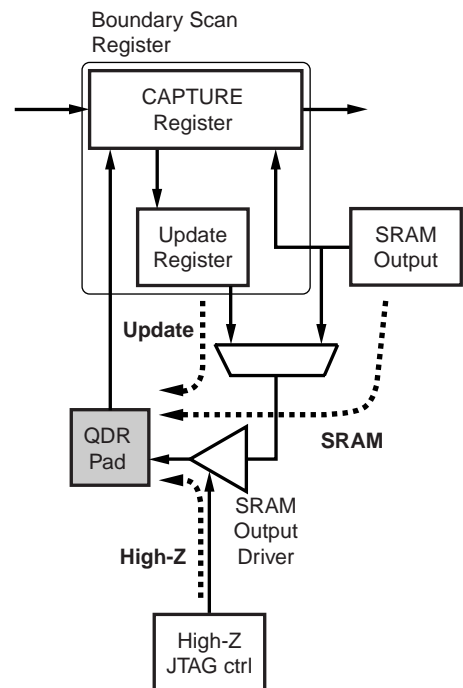 Boundary Scan
Register
CAPTURE
Register
Update
Register
SRAM
Output
Update
SRAM
QDR
Pad
SRAM
Output
Driver
High-Z
High-Z
JTAG ctrl